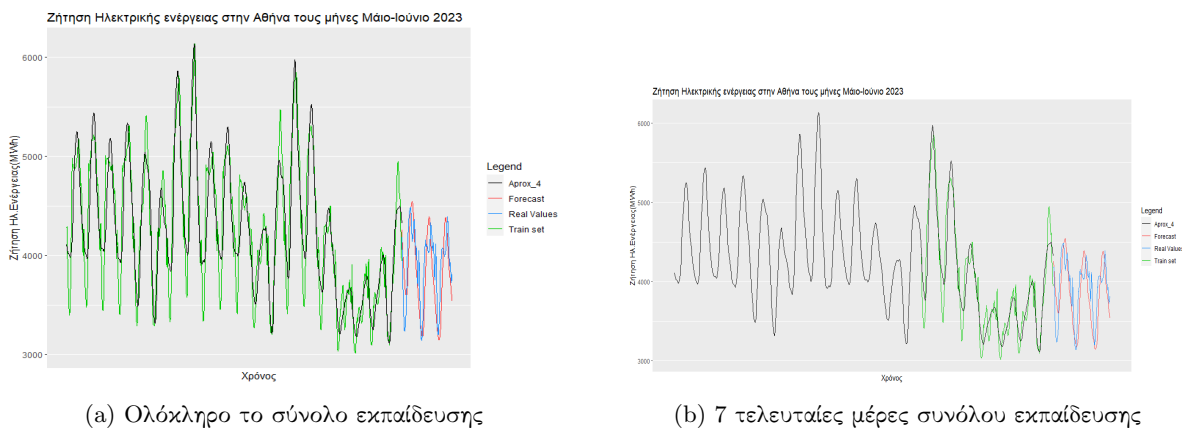 Ζήτηση Ηλεκτρικής ενέργειας στην Αθήνα τους μήνες Μάιο-Ιούνιο 2023
Ζήτηση Ηλ.Ενέργειας(MWh)
6000
5000
4000
3000
Χρόνος
Legend
Aprox_4
Forecast
Real Values
Train set
(a) Ολόκληρο το σύνολο εκπαίδευσης
Ζήτηση Ηλεκτρικής ενέργειας στην Αθήνα τους μήνες Μάιο-Ιούνιο 2023
Ζήτηση Ηλ.Ενέργειας(MWh)
6000
5000
4000
3000
Χρόνος
Legend
Aprox_4
Forecast
Real Values
Train set
(b) 7 τελευταίες μέρες συνόλου εκπαίδευσης